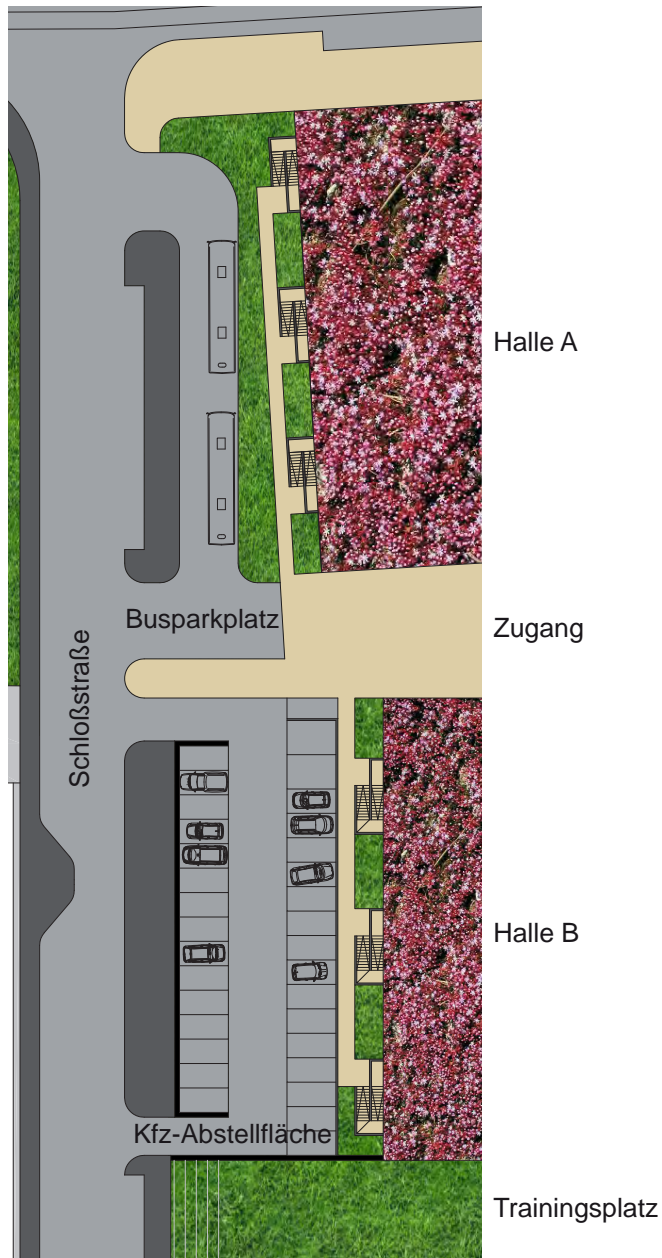 Halle A
Busparkplatz
Zugang
Schloßstraße
Halle B
Kfz-Abstellfläche
Trainingsplatz